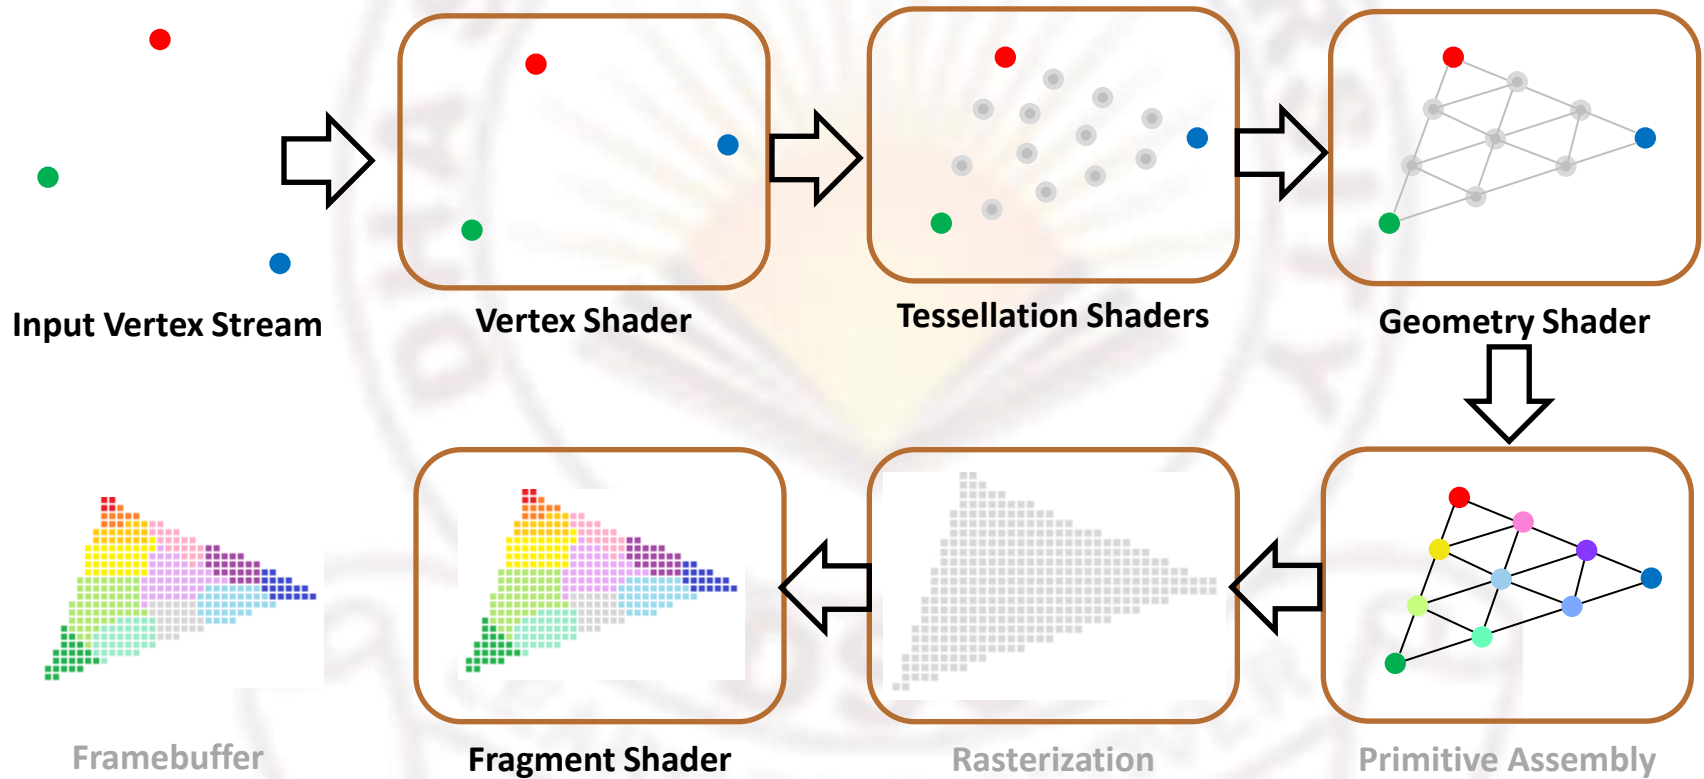 Input Vertex Stream
Vertex Shader
Tessellation Shaders
Geometry Shader
Framebuffer
Fragment Shader
Rasterization
Primitive Assembly